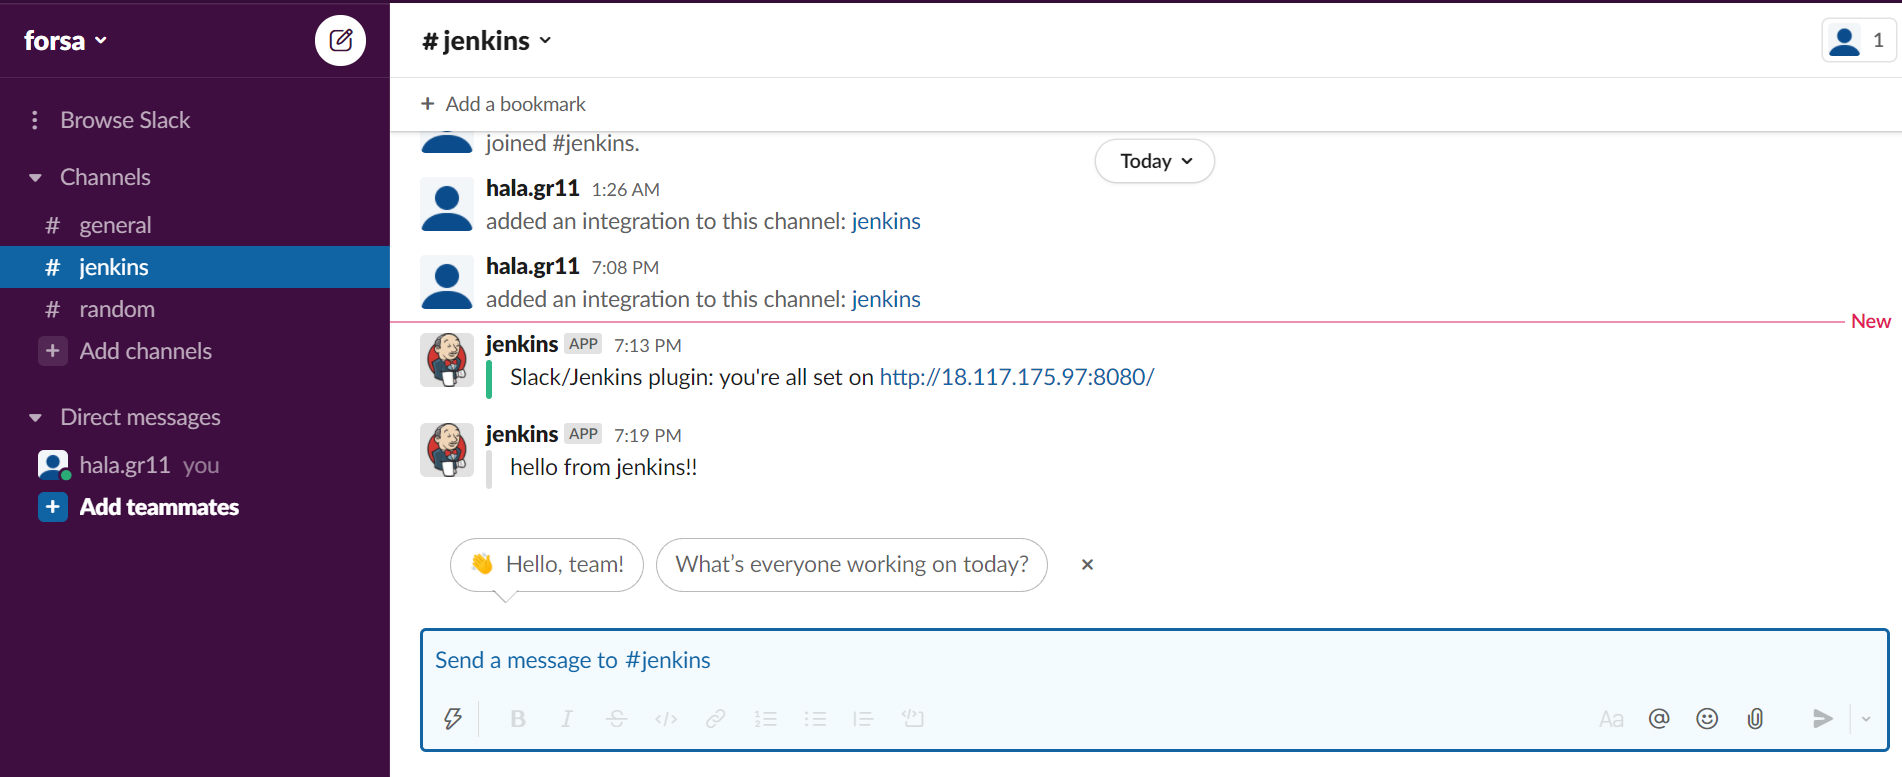 forsa
Browse Slack
Channels
# general
# jenkins
# random
+ Add channels
Direct messages
hala.gr11 you
+ Add teammates
# jenkins
1
+ Add a bookmark
joined #jenkins.
Today
hala.gr11 1:26 AM
added an integration to this channel: jenkins
hala.gr11 7:08 PM
added an integration to this channel: jenkins
New
jenkins APP 7:13 PM
Slack/Jenkins plugin: you're all set on http://18.117.175.97:8080/
jenkins APP 7:19 PM
hello from jenkins!!
👋 Hello, team!
What’s everyone working on today?
Send a message to #jenkins
B I S </> Aa @